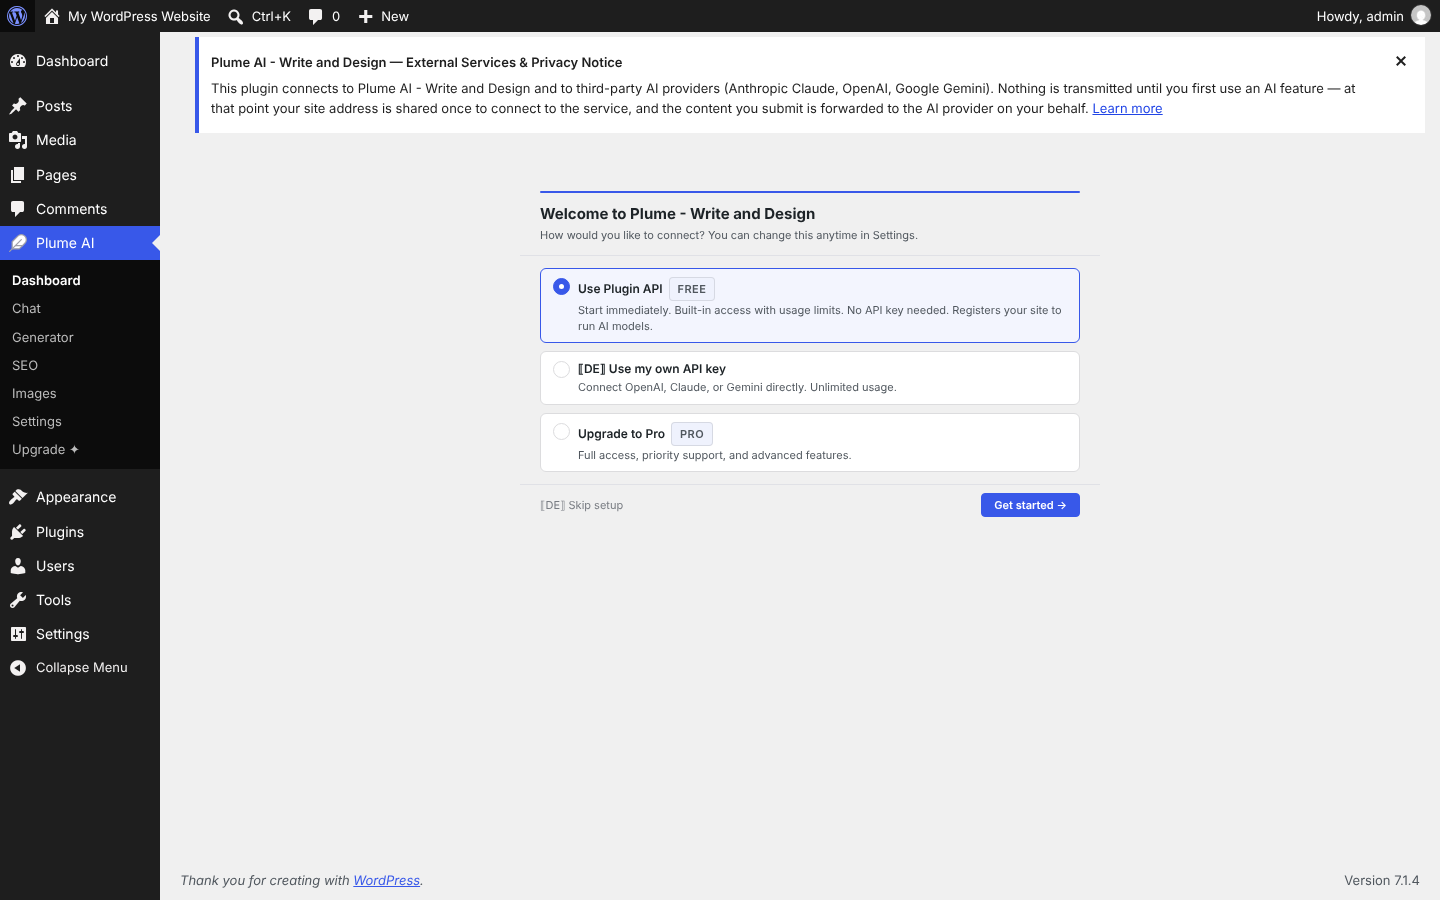 My WordPress Website
Ctrl+K
0
New
Howdy, admin
Dashboard
Posts
Media
Pages
Comments
Plume AI
Dashboard
Chat
Generator
SEO
Images
Settings
Upgrade ✦
Appearance
Plugins
Users
Tools
Settings
Collapse Menu
Plume AI - Write and Design — External Services & Privacy Notice
This plugin connects to Plume AI - Write and Design and to third-party AI providers (Anthropic Claude, OpenAI, Google Gemini). Nothing is transmitted until you first use an AI feature — at
that point your site address is shared once to connect to the service, and the content you submit is forwarded to the AI provider on your behalf. Learn more
Welcome to Plume - Write and Design
How would you like to connect? You can change this anytime in Settings.
Use Plugin API FREE
Start immediately. Built-in access with usage limits. No API key needed. Registers your site to
run AI models.
⟦DE⟧ Use my own API key
Connect OpenAI, Claude, or Gemini directly. Unlimited usage.
Upgrade to Pro PRO
Full access, priority support, and advanced features.
⟦DE⟧ Skip setup
Get started →
Thank you for creating with WordPress.
Version 7.1.4